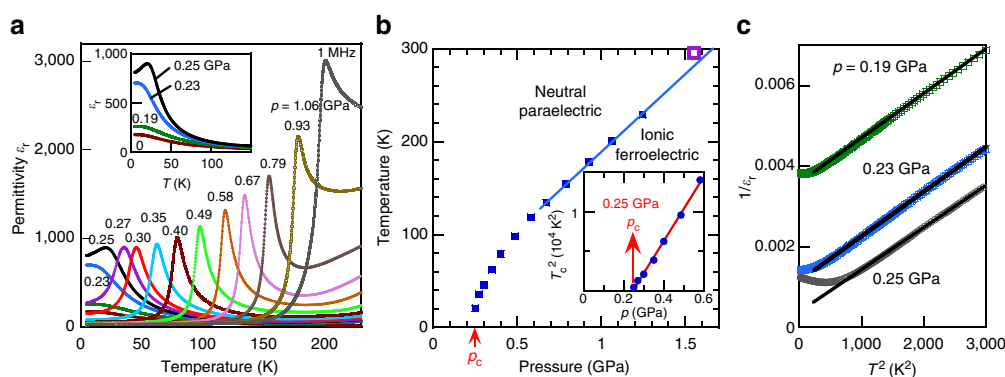 a
Permittivity εr
3,000
2,000
1,000
0
0 50 100 150 200
Temperature (K)
1 MHz
p = 1.06 GPa
0.93
0.79
0.67
0.58
0.49
0.40
0.35
0.30
0.27
0.25
0.23
εr
1,000
500
0
0 50 100
T (K)
0.25 GPa
0.23
0.19
b
Temperature (K)
300
200
100
0
0 0.5 1 1.5
Pressure (GPa)
Neutral
paraelectric
Ionic
ferroelectric
pc
Tc² (10⁴ K²)
1
0
0 0.2 0.4 0.6
p (GPa)
0.25 GPa
pc
c
1/εr
0.006
0.004
0.002
0
0 1,000 2,000 3,000
T² (K²)
p = 0.19 GPa
0.23 GPa
0.25 GPa